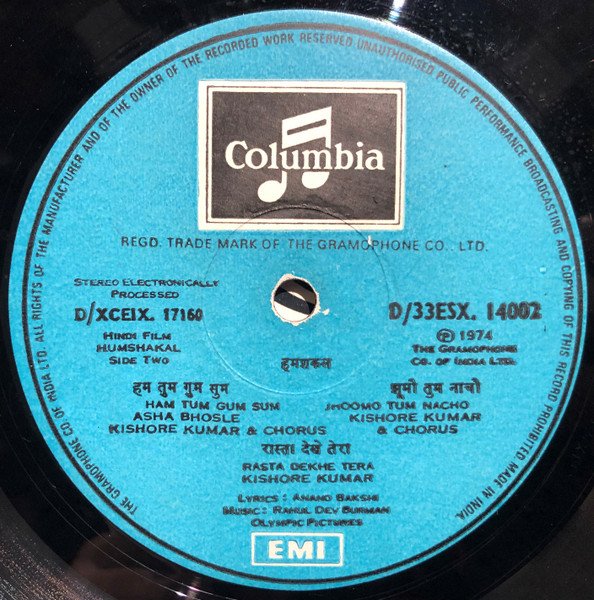 THE GRAMOPHONE CO OF INDIA LTD. ALL RIGHTS OF THE MANUFACTURER AND OF THE OWNER OF THE RECORDED WORK RESERVED UNAUTHORISED PUBLIC PERFORMANCE BROADCASTING AND COPYING OF THIS RECORD PROHIBITED MADE IN INDIA.
Columbia
REGD. TRADE MARK OF THE GRAMOPHONE CO., LTD.
STEREO ELECTRONICALLY
PROCESSED
D/XCEIX. 17160
D/33ESX. 14002
HINDI FILM
HUMSHAKAL
SIDE TWO
Ⓟ 1974
THE GRAMOPHONE
CO. OF INDIA LTD.
हमशकल
हम तुम गुम सुम
HAM TUM GUM SUM
ASHA BHOSLE
KISHORE KUMAR & CHORUS
झूमो तुम नाचो
JHOOMO TUM NACHO
KISHORE KUMAR
& CHORUS
रास्ता देखे तेरा
RASTA DEKHE TERA
KISHORE KUMAR
LYRICS : ANAND BAKSHI
MUSIC : RAHUL DEV BURMAN
OLYMPIC PICTURES
EMI